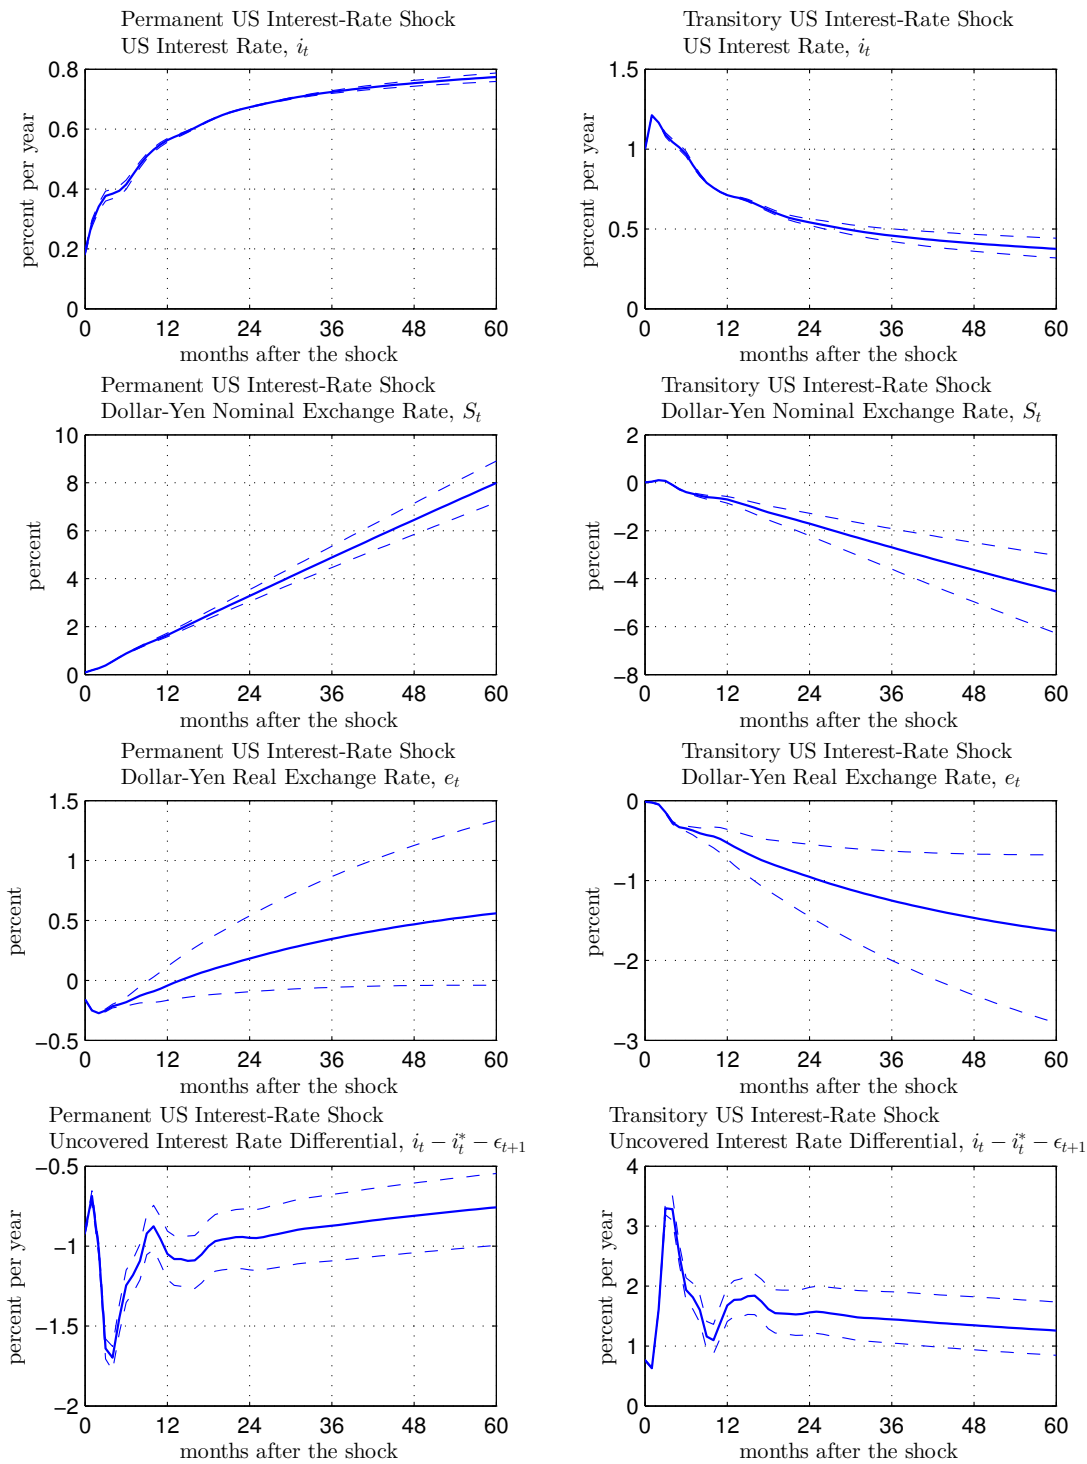 Permanent US Interest-Rate Shock
US Interest Rate, i_t
0.8
0.6
0.4
0.2
0
percent per year
0 12 24 36 48 60
months after the shock
Transitory US Interest-Rate Shock
US Interest Rate, i_t
1.5
1
0.5
0
percent per year
0 12 24 36 48 60
months after the shock
Permanent US Interest-Rate Shock
Dollar-Yen Nominal Exchange Rate, S_t
10
8
6
4
2
0
percent
0 12 24 36 48 60
months after the shock
Transitory US Interest-Rate Shock
Dollar-Yen Nominal Exchange Rate, S_t
2
0
−2
−4
−6
−8
percent
0 12 24 36 48 60
months after the shock
Permanent US Interest-Rate Shock
Dollar-Yen Real Exchange Rate, e_t
1.5
1
0.5
0
−0.5
percent
0 12 24 36 48 60
months after the shock
Transitory US Interest-Rate Shock
Dollar-Yen Real Exchange Rate, e_t
0
−1
−2
−3
percent
0 12 24 36 48 60
months after the shock
Permanent US Interest-Rate Shock
Uncovered Interest Rate Differential, i_t − i_t^* − ϵ_{t+1}
−0.5
−1
−1.5
−2
percent per year
0 12 24 36 48 60
months after the shock
Transitory US Interest-Rate Shock
Uncovered Interest Rate Differential, i_t − i_t^* − ϵ_{t+1}
4
3
2
1
0
percent per year
0 12 24 36 48 60
months after the shock